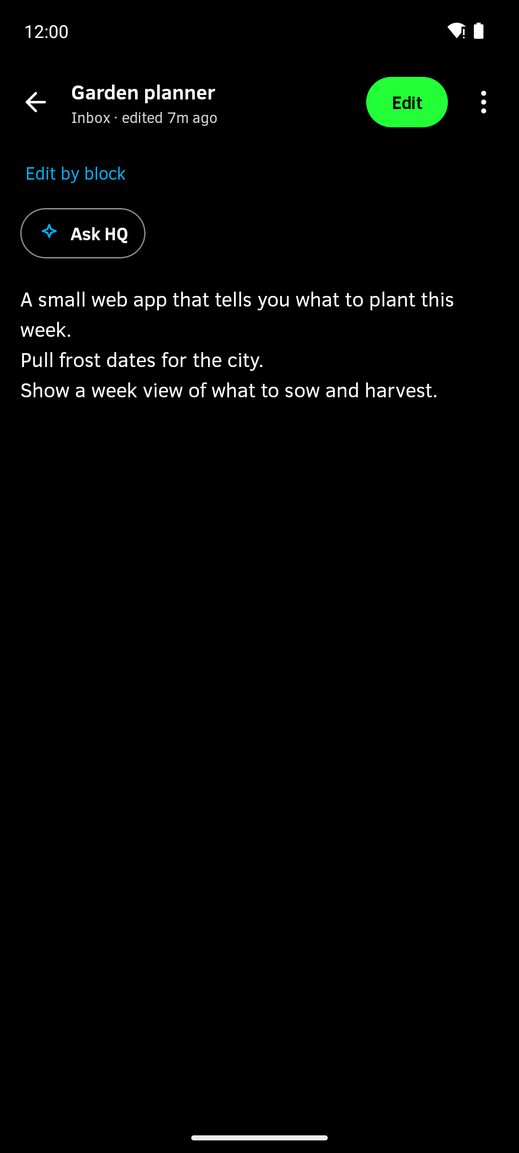 12:00
Garden planner
Edit
Inbox · edited 7m ago
Edit by block
Ask HQ
A small web app that tells you what to plant this
week.
Pull frost dates for the city.
Show a week view of what to sow and harvest.